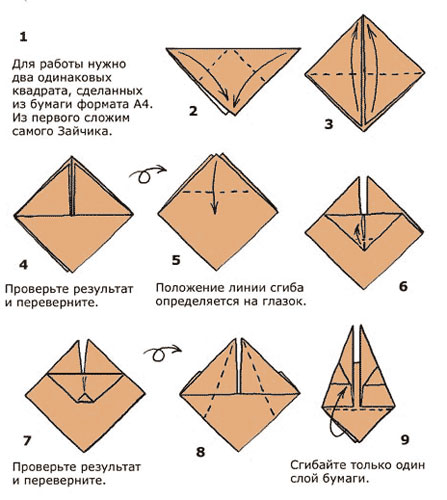 1
Для работы нужно
два одинаковых
квадрата, сделанных
из бумаги формата А4.
Из первого сложим
самого Зайчика.
2
3
4
Проверьте результат
и переверните.
5
Положение линии сгиба
определяется на глазок.
6
7
Проверьте результат
и переверните.
8
9
Сгибайте только один
слой бумаги.